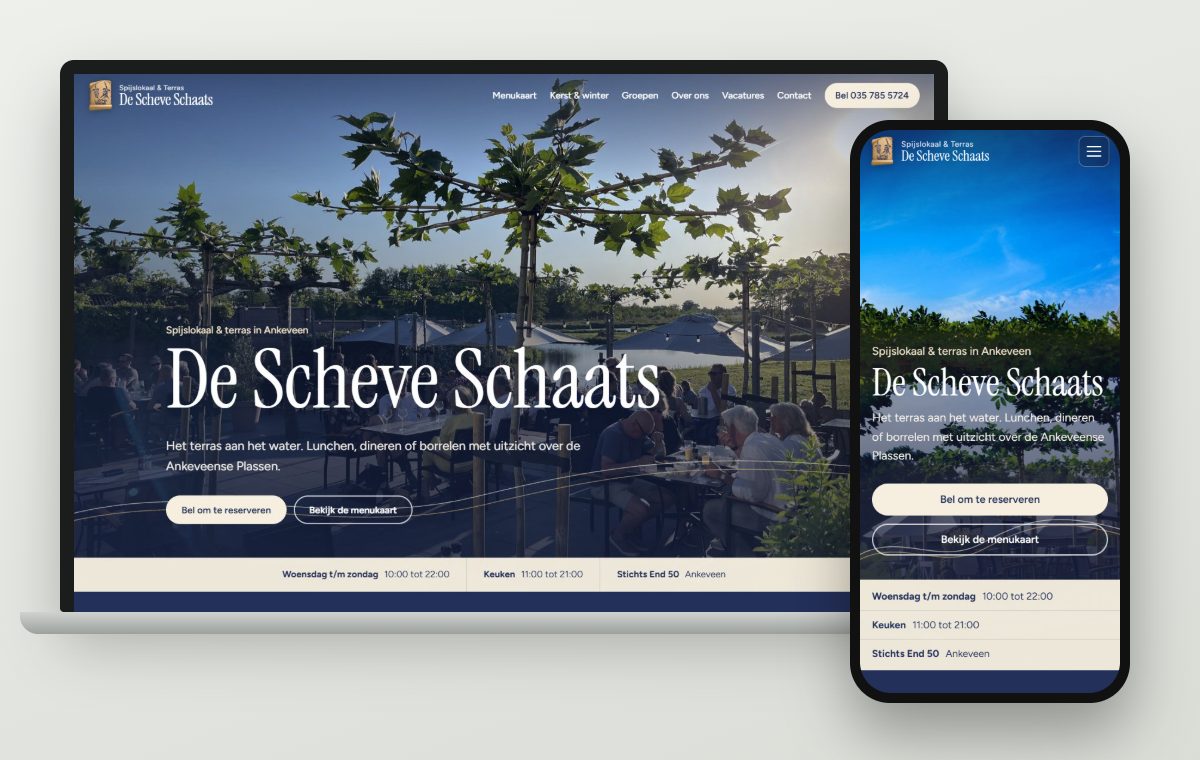 Spijslokaal & Terras
De Scheve Schaats
Menukaart Kerst & winter Groepen Over ons Vacatures Contact Bel 035 785 5724
Spijslokaal & terras in Ankeveen
De Scheve Schaats
Het terras aan het water. Lunchen, dineren of borrelen met uitzicht over de
Ankeveense Plassen.
Bel om te reserveren Bekijk de menukaart
Woensdag t/m zondag 10:00 tot 22:00 Keuken 11:00 tot 21:00 Stichts End 50 Ankeveen
Spijslokaal & Terras
De Scheve Schaats
Spijslokaal & terras in Ankeveen
De Scheve Schaats
Het terras aan het water. Lunchen, dineren
of borrelen met uitzicht over de Ankeveense
Plassen.
Bel om te reserveren
Bekijk de menukaart
Woensdag t/m zondag 10:00 tot 22:00
Keuken 11:00 tot 21:00
Stichts End 50 Ankeveen